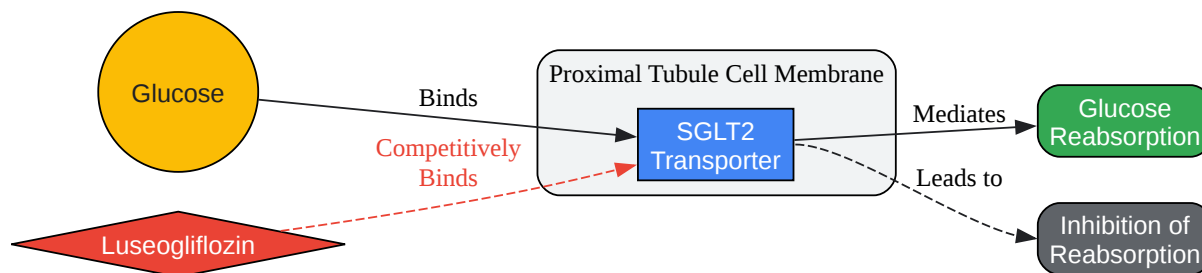 Glucose
Binds
Competitively
Binds
Luseogliflozin
Proximal Tubule Cell Membrane
SGLT2
Transporter
Mediates
Leads to
Glucose
Reabsorption
Inhibition of
Reabsorption